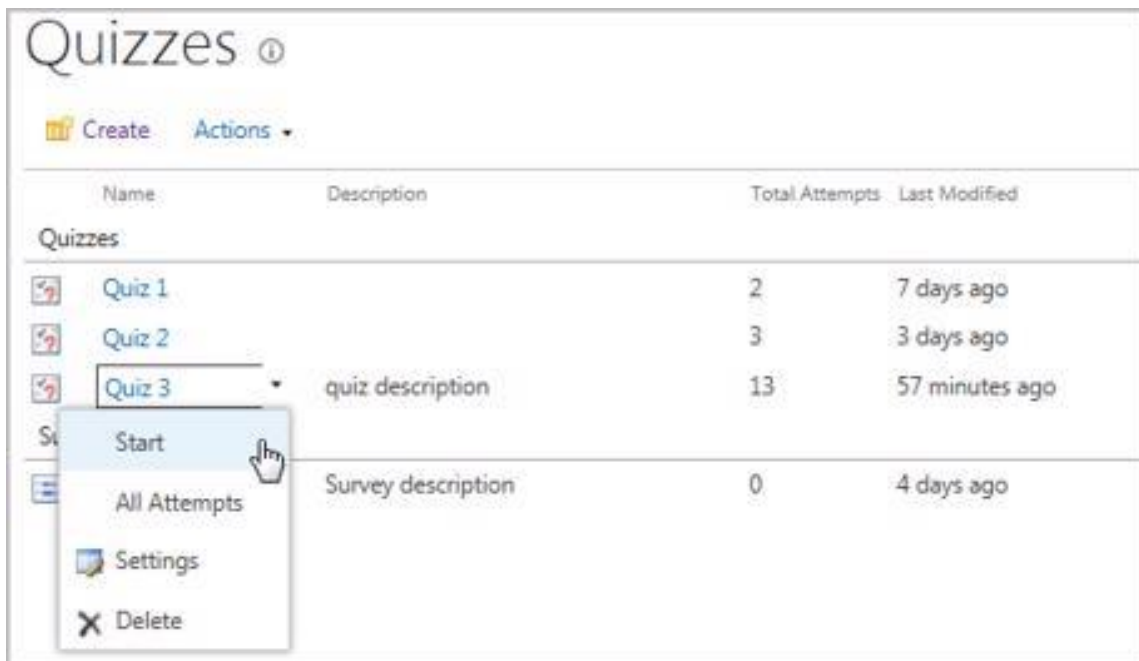 Quizzes
Create Actions
Name Description Total Attempts Last Modified
Quizzes
Quiz 1 2 7 days ago
Quiz 2 3 3 days ago
Quiz 3 quiz description 13 57 minutes ago
Start
All Attempts Survey description 0 4 days ago
Settings
Delete